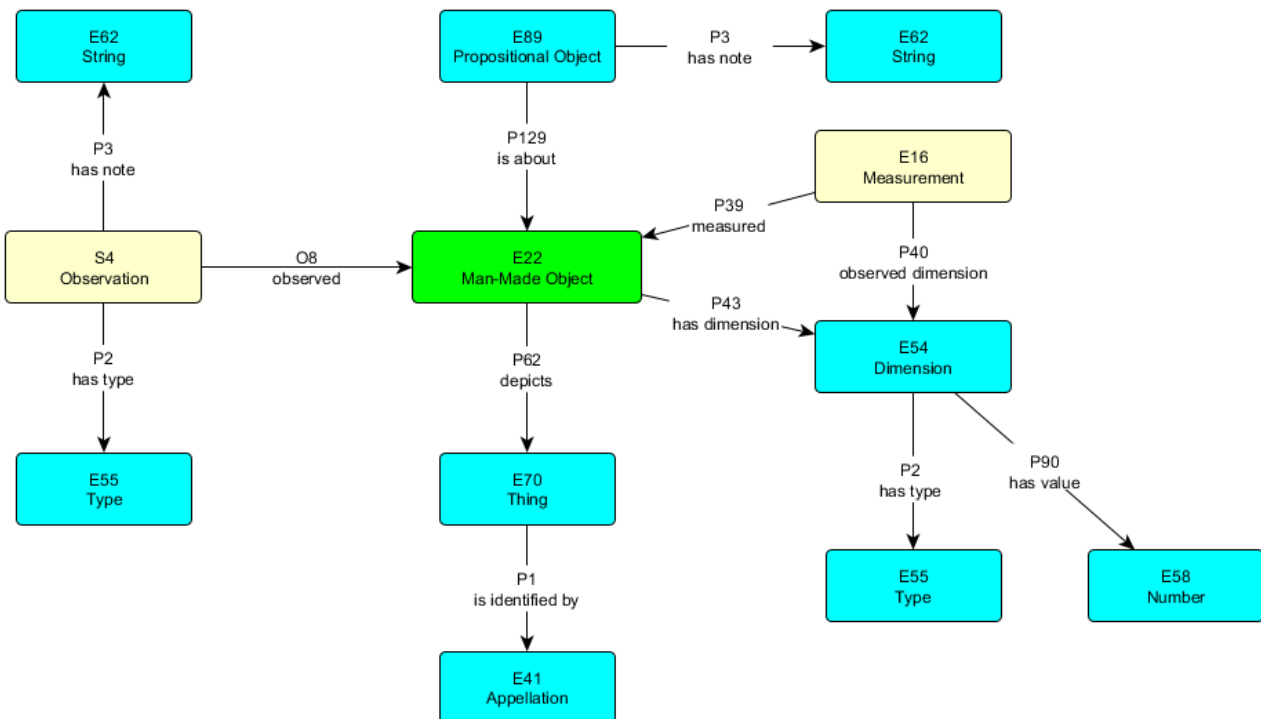 E62
String
E89
Propositional Object
P3
has note
E62
String
P3
has note
P129
is about
E16
Measurement
P39
measured
S4
Observation
O8
observed
E22
Man-Made Object
P40
observed dimension
P43
has dimension
P2
has type
P62
depicts
E54
Dimension
E55
Type
E70
Thing
P2
has type
P90
has value
P1
is identified by
E55
Type
E58
Number
E41
Appellation